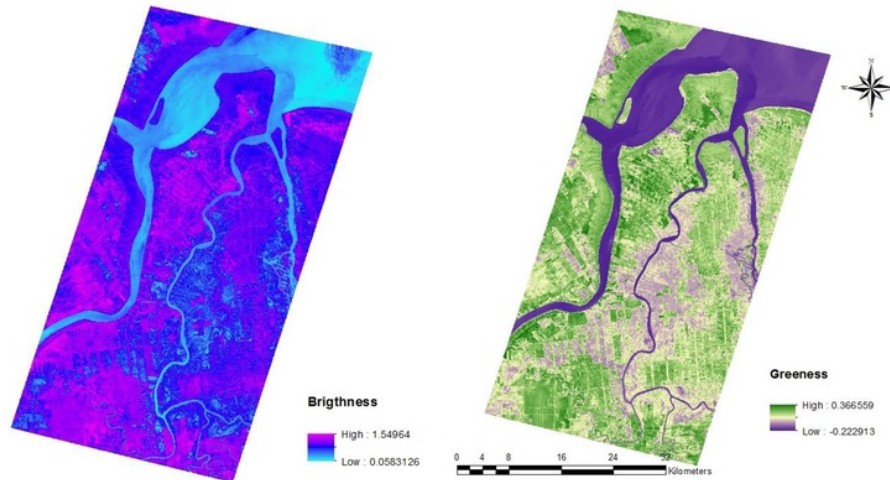 N
W
S
Brigthness
High : 1.54964
Low : 0.0583126
Greeness
High : 0.366559
Low : -0.222913
0 4 8 16 24 32
Kilometers